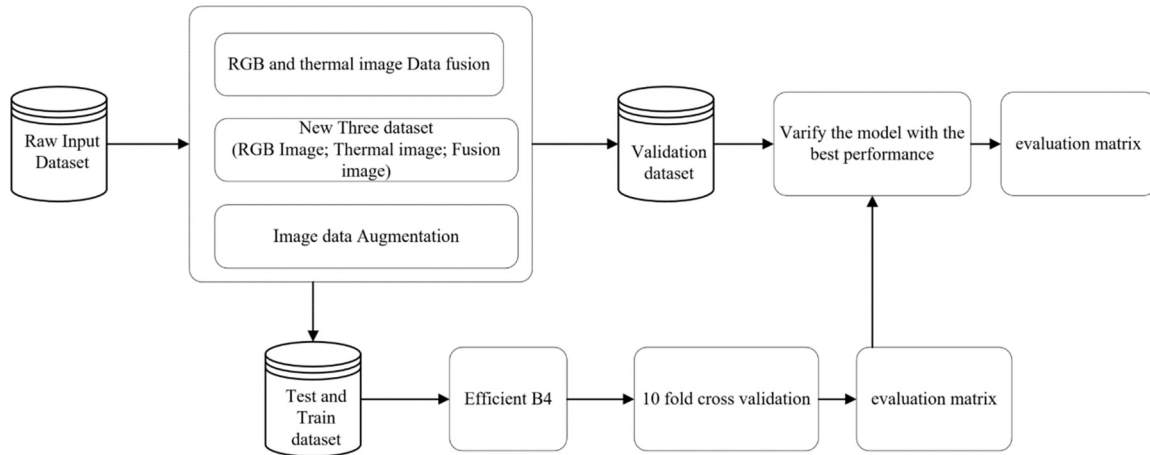 RGB and thermal image Data fusion
Raw Input
Dataset
New Three dataset
(RGB Image; Thermal image; Fusion
image)
Image data Augmentation
Validation
dataset
Varify the model with the
best performance
evaluation matrix
Test and
Train
dataset
Efficient B4
10 fold cross validation
evaluation matrix